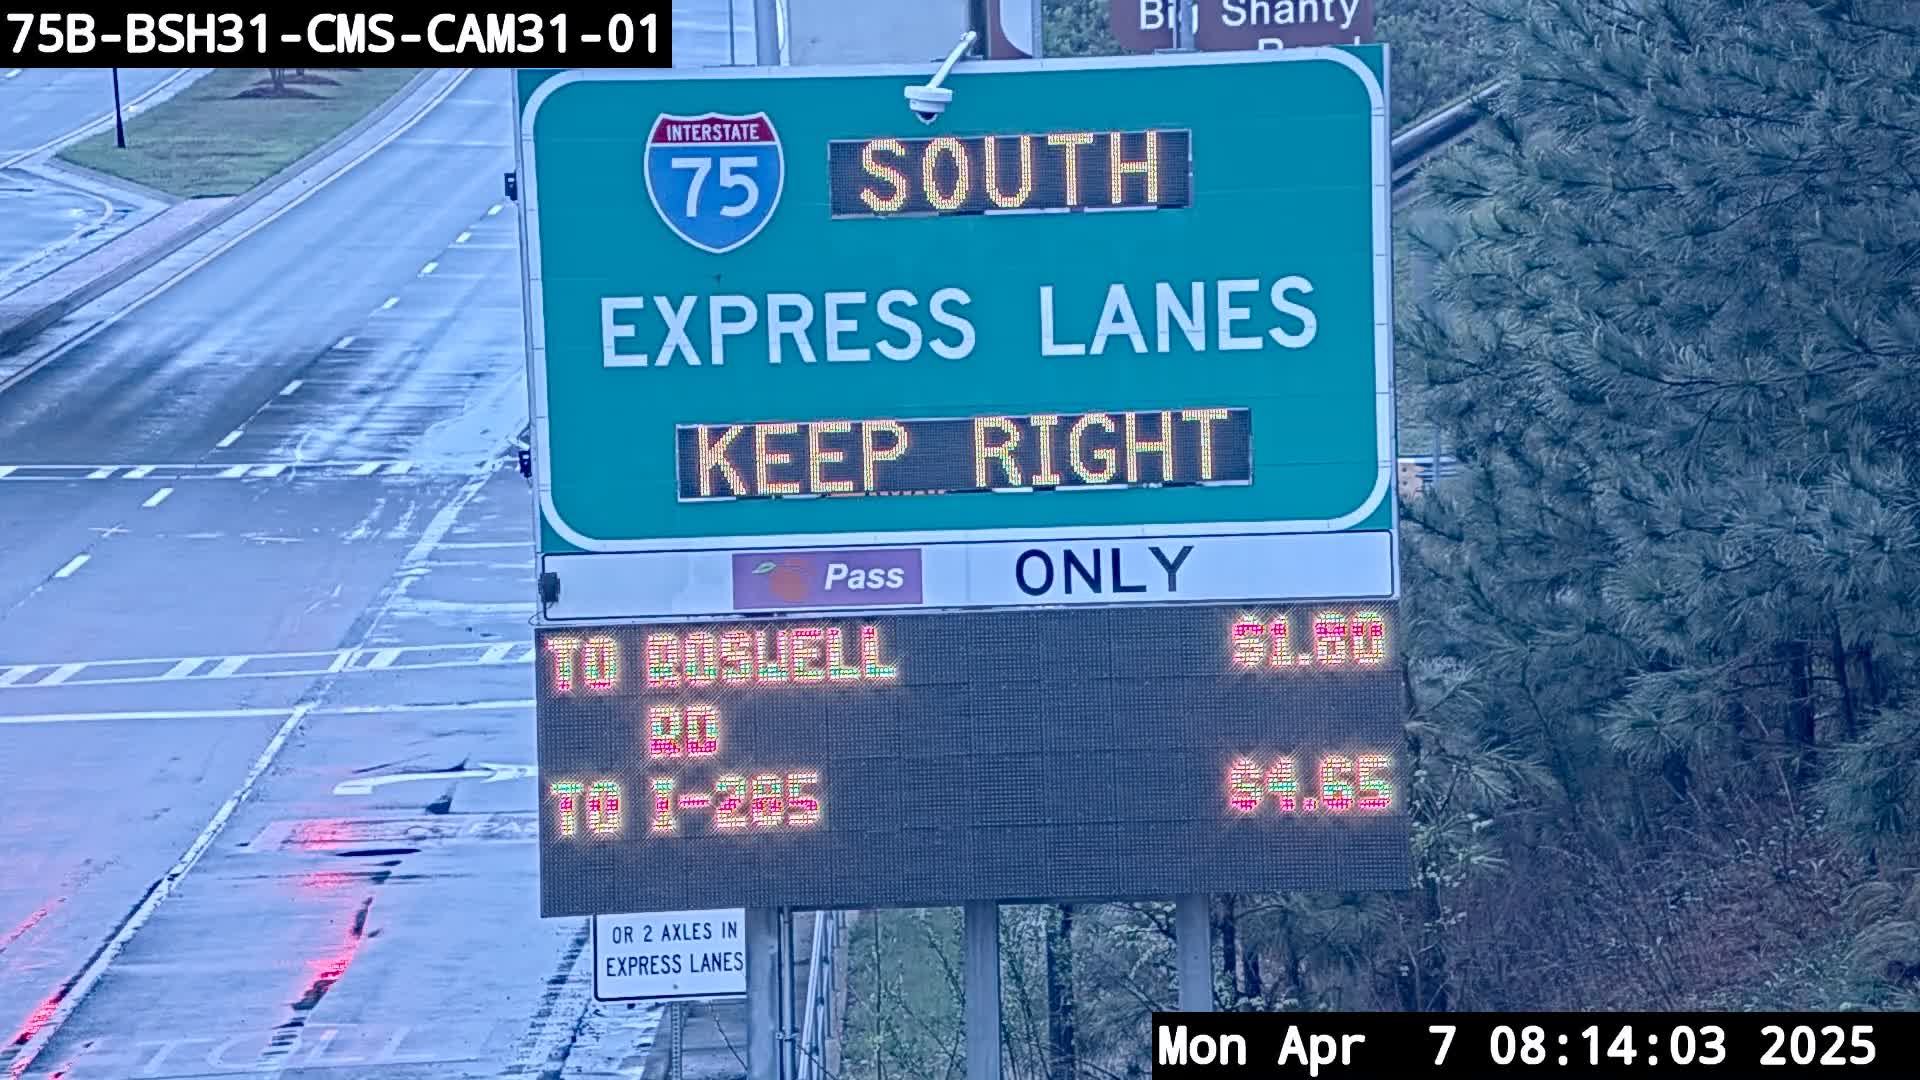 75B-BSH31-CMS-CAM31-01
Big Shanty
INTERSTATE
75
SOUTH
EXPRESS LANES
KEEP RIGHT
Pass
ONLY
TO ROSWELL $1.80
RD
TO I-285 $4.65
OR 2 AXLES IN
EXPRESS LANES
Mon Apr 7 08:14:03 2025